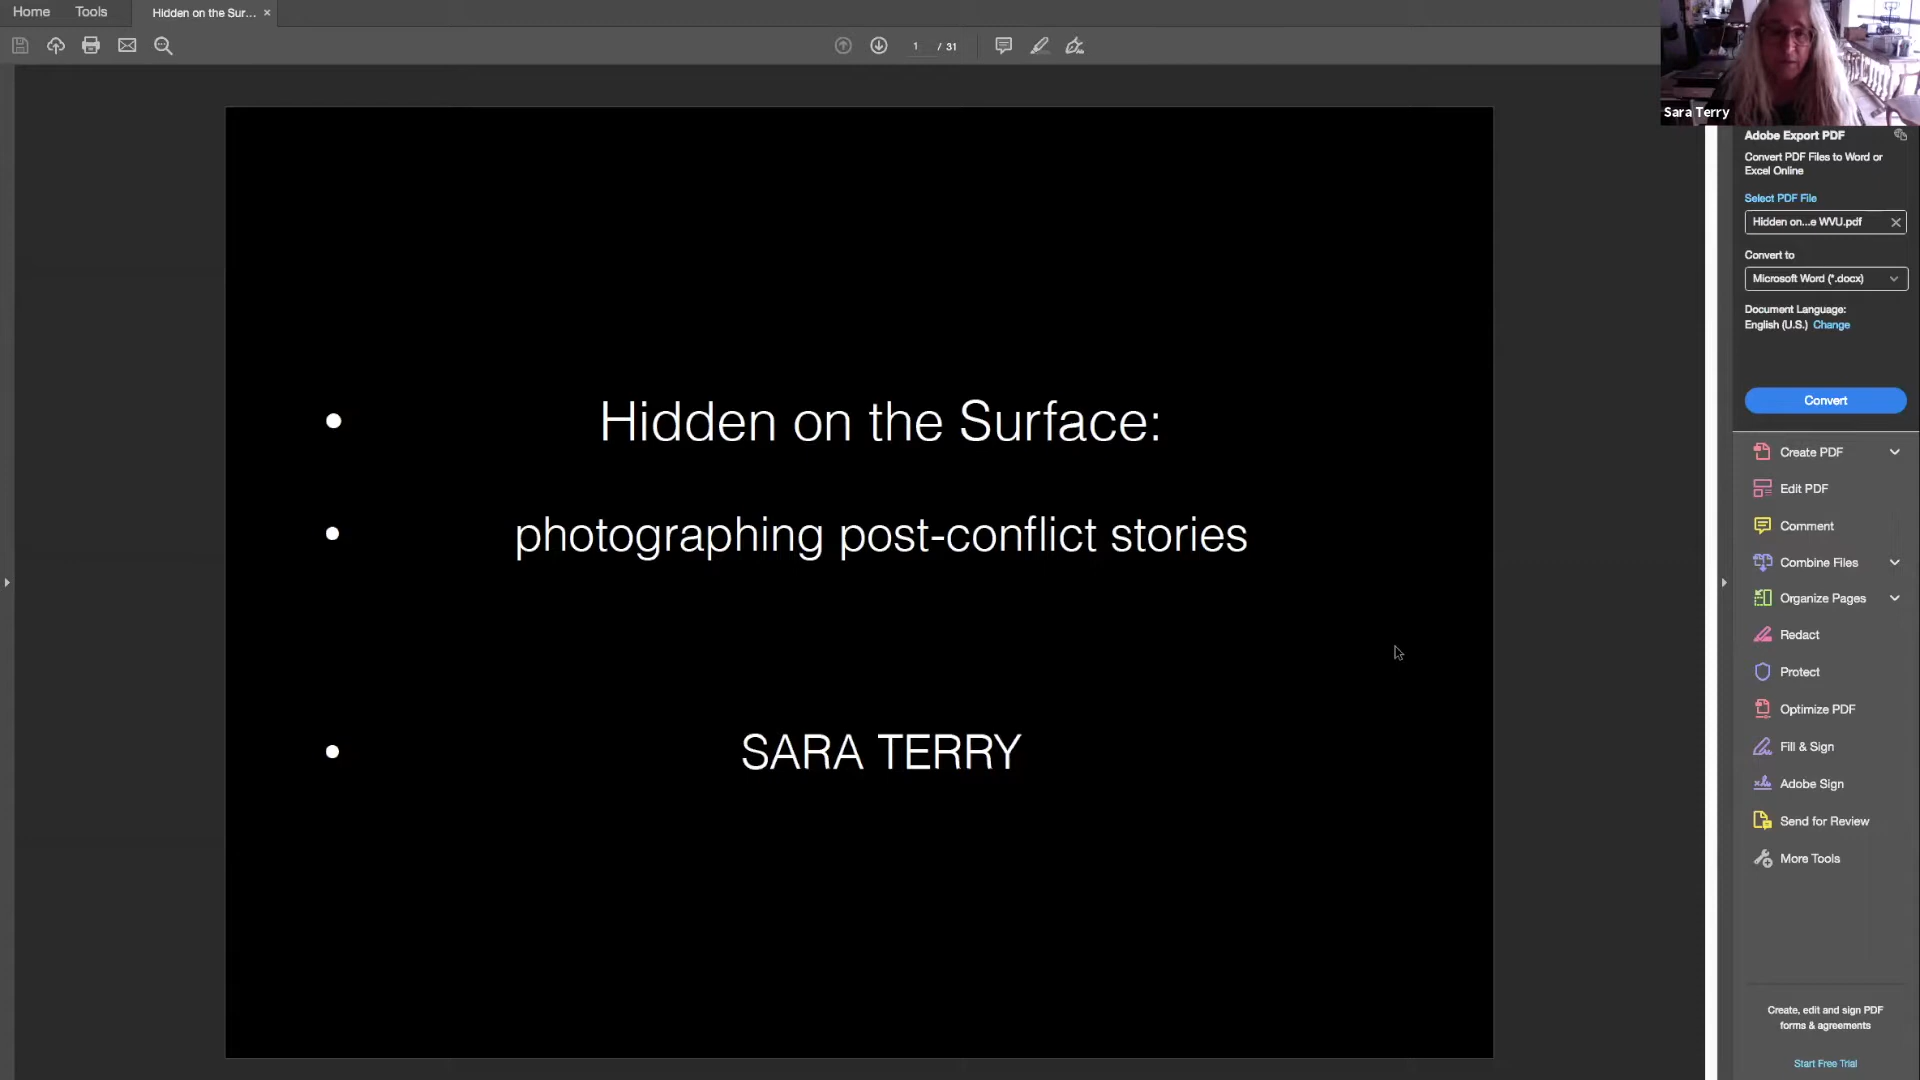 Home
Tools
Hidden on the Sur...
1
/ 31
Sara Terry
Hidden on the Surface:
photographing post-conflict stories
SARA TERRY
Adobe Export PDF
Convert PDF Files to Word or
Excel Online
Select PDF File
Hidden on...e WVU.pdf
Convert to
Microsoft Word (*.docx)
Document Language:
English (U.S.) Change
Convert
Create PDF
Edit PDF
Comment
Combine Files
Organize Pages
Redact
Protect
Optimize PDF
Fill & Sign
Adobe Sign
Send for Review
More Tools
Create, edit and sign PDF
forms & agreements
Start Free Trial